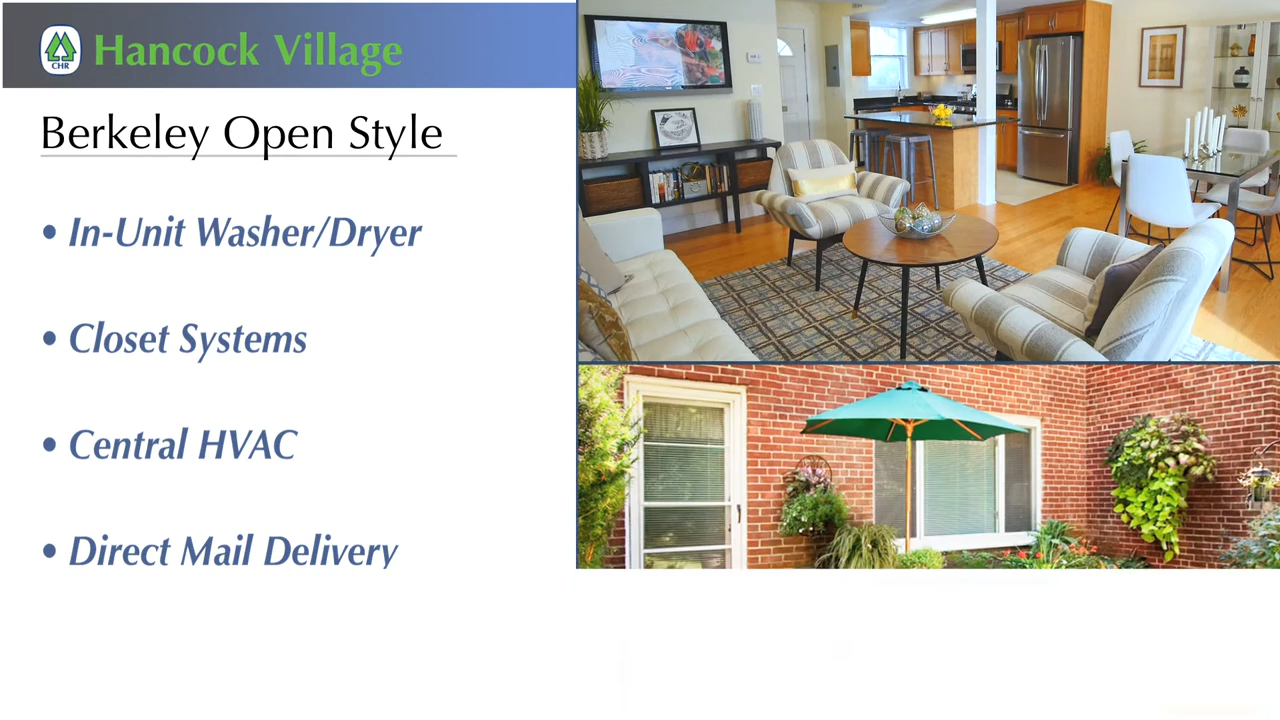 CHR
Hancock Village
Berkeley Open Style
• In-Unit Washer/Dryer
• Closet Systems
• Central HVAC
• Direct Mail Delivery